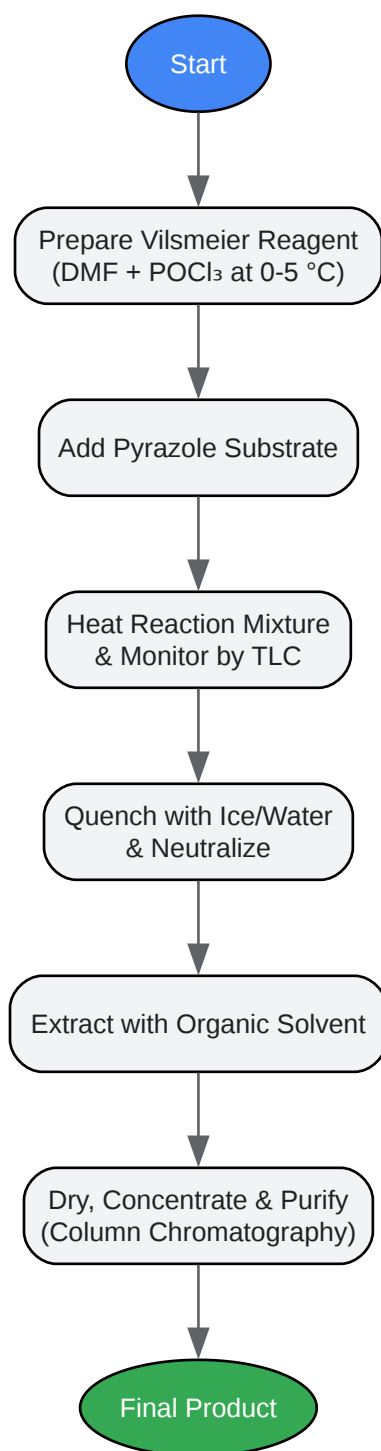 Start
Prepare Vilsmeier Reagent
(DMF + POCl₃ at 0-5 °C)
Add Pyrazole Substrate
Heat Reaction Mixture
& Monitor by TLC
Quench with Ice/Water
& Neutralize
Extract with Organic Solvent
Dry, Concentrate & Purify
(Column Chromatography)
Final Product